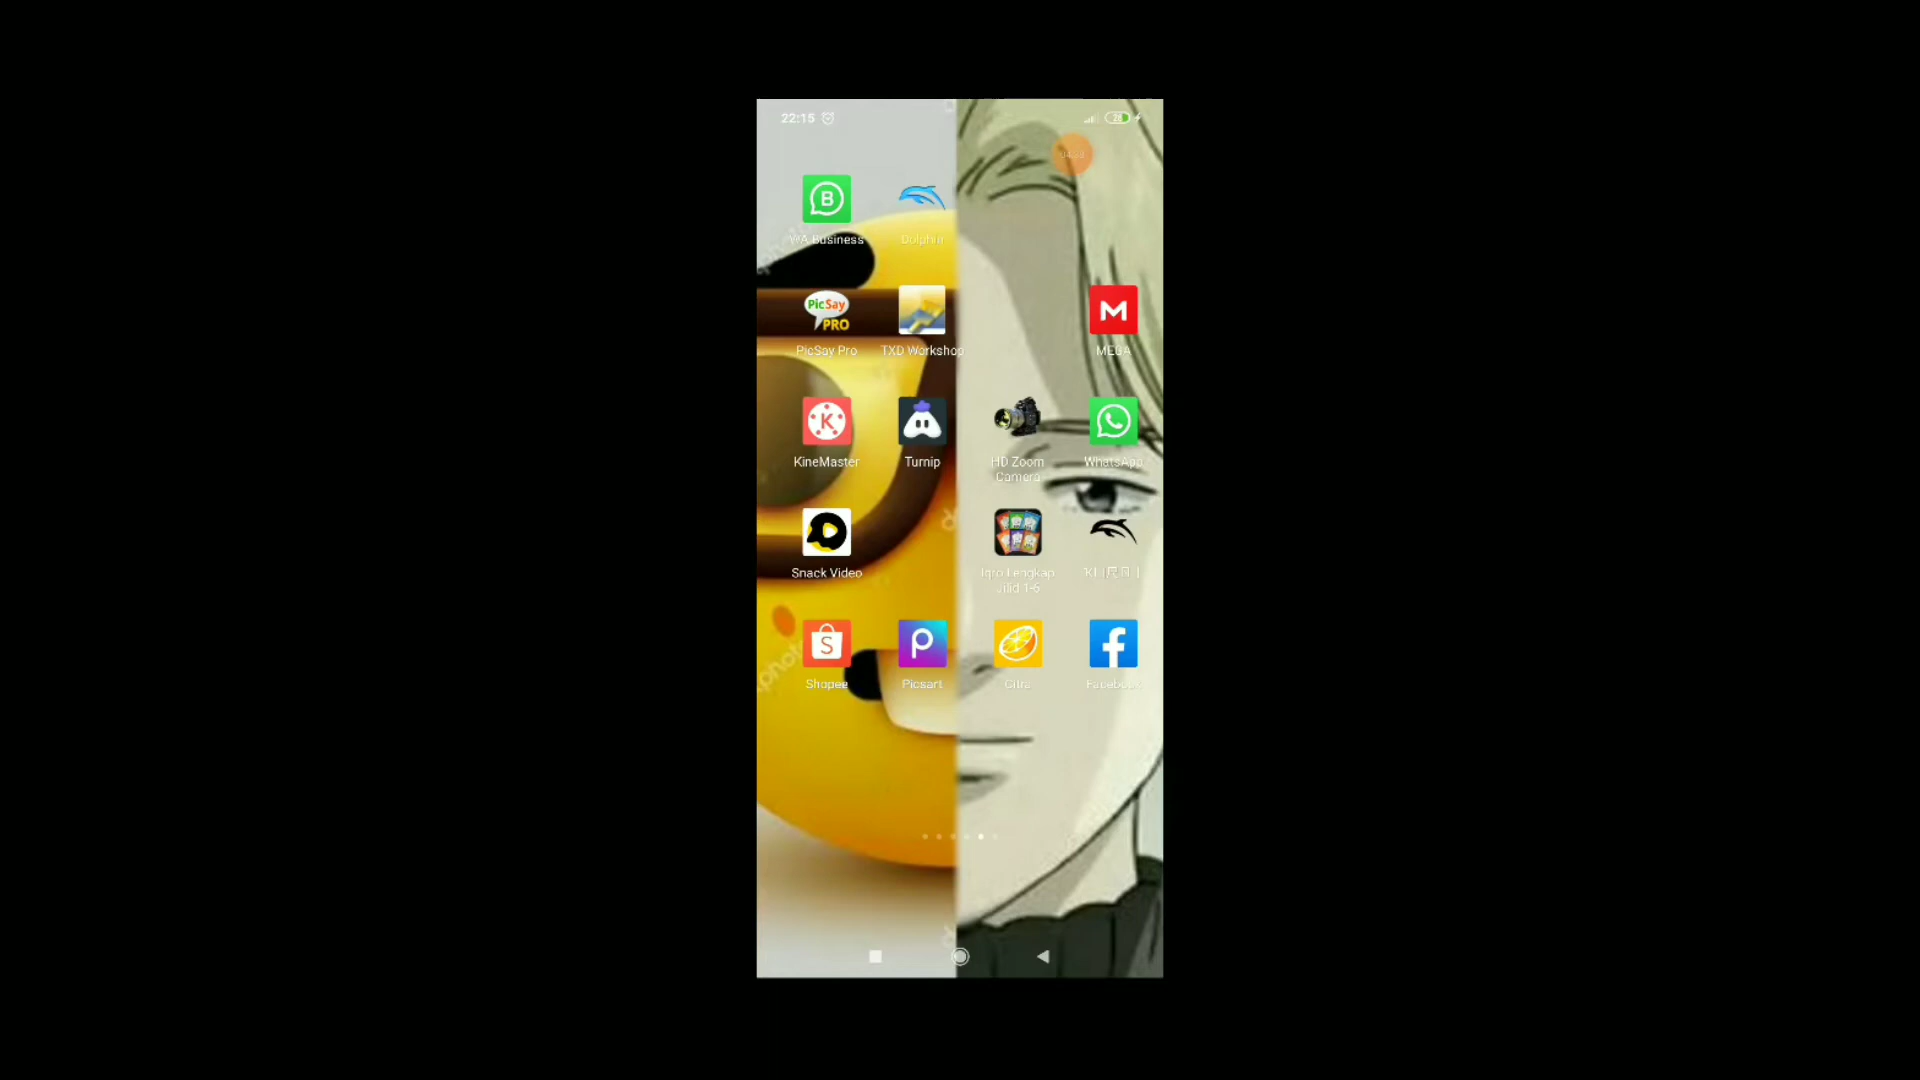 22:15
28
WA Business
Dolphin
PicSay
PRO
PicSay Pro
TXD Workshop
MEGA
KineMaster
Turnip
HD Zoom
Camera
WhatsApp
Snack Video
Iqro Lengkap
Jilid 1-6
Shopee
Picsart
Citra
Facebook